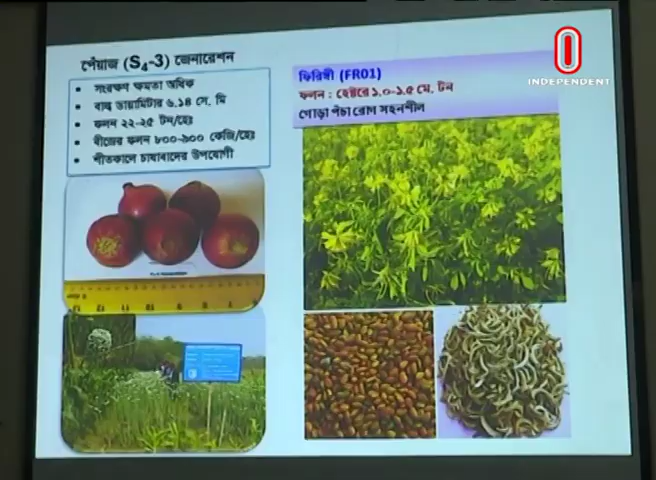 পেঁয়াজ (S4-3) জেনারেশন
• সংরক্ষণ ক্ষমতা অধিক
• বাল্ব ডায়ামিটার ৬.১৪ সে. মি
• ফলন ২২-২৫ টন/হেঃ
• বীজের ফলন ৮০০-৯০০ কেজি/হেঃ
• শীতকালে চাষাবাদের উপযোগী
ফিরিঙ্গী (FR01)
ফলন : হেক্টরে ১.০-১.৫ মে. টন
গোড়া পঁচা রোগ সহনশীল
INDEPENDENT